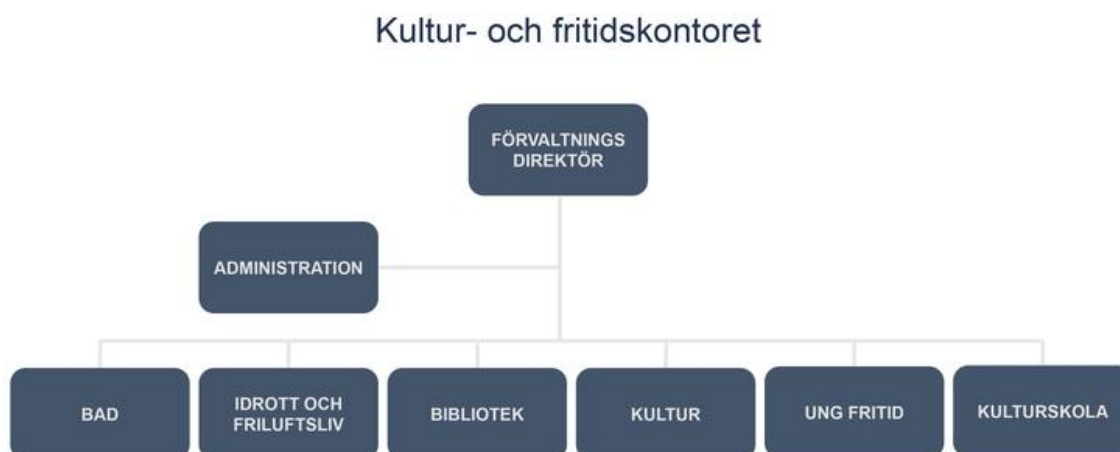 Kultur- och fritidskontoret
FÖRVALTNINGS
DIREKTÖR
ADMINISTRATION
BAD
IDROTT OCH
FRILUFTSLIV
BIBLIOTEK
KULTUR
UNG FRITID
KULTURSKOLA